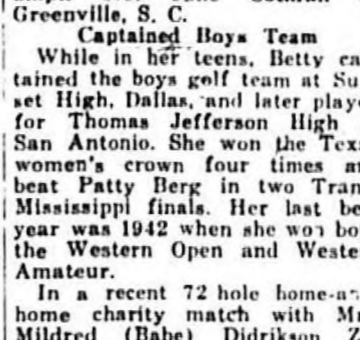 Greenville, S. C.
Captained Boys Team
While in her teens, Betty ca
tained the boys golf team at Su
set High, Dallas, and later playe
for Thomas Jefferson High
San Antonio. She won the Tex
women's crown four times a
beat Patty Berg in two Tran
Mississippi finals. Her last be
year was 1942 when she won bo
the Western Open and Weste
Amateur.
In a recent 72 hole home-a
home charity match with M
Mildred (Babe) Didrikson Z